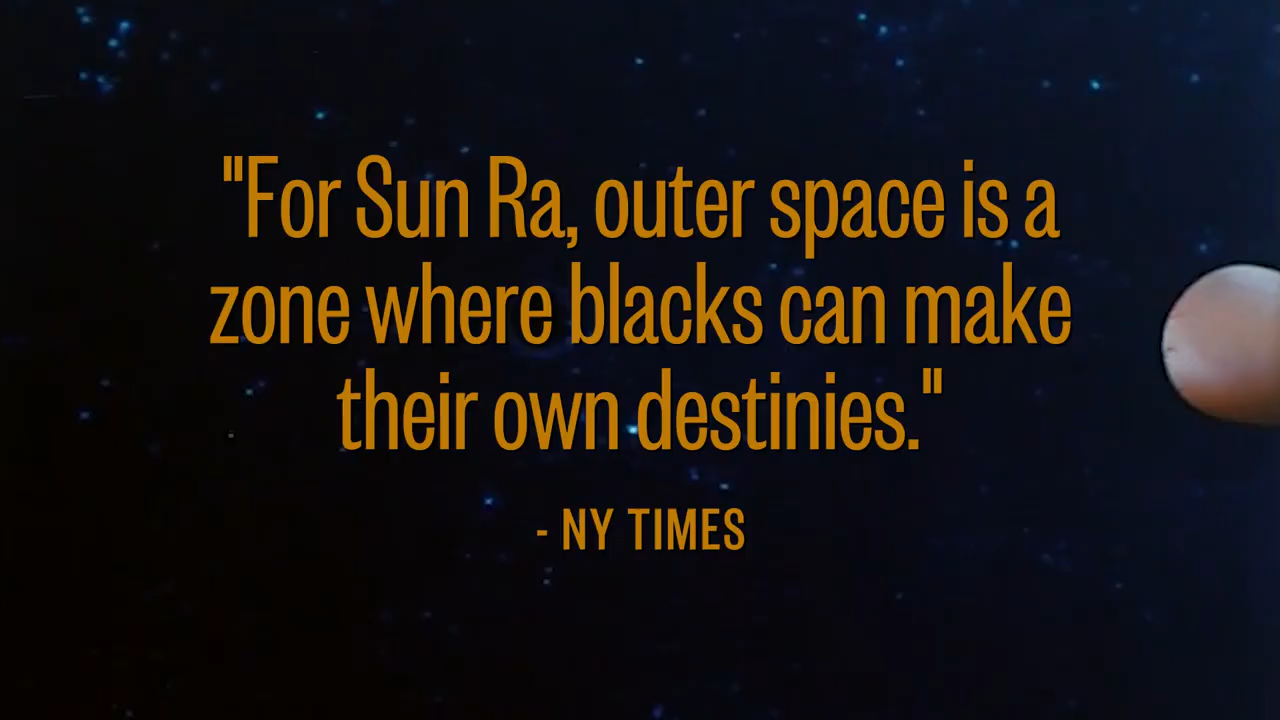 "For Sun Ra, outer space is a
zone where blacks can make
their own destinies."
- NY TIMES